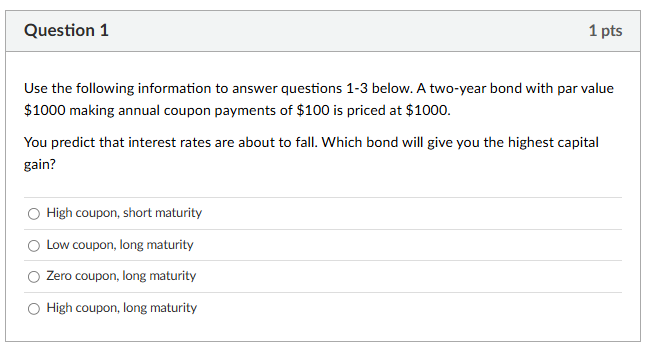 Question 1
1 pts
Use the following information to answer questions 1-3 below. A two-year bond with par value
$1000 making annual coupon payments of $100 is priced at $1000.
You predict that interest rates are about to fall. Which bond will give you the highest capital
gain?
High coupon, short maturity
Low coupon, long maturity
Zero coupon, long maturity
High coupon, long maturity